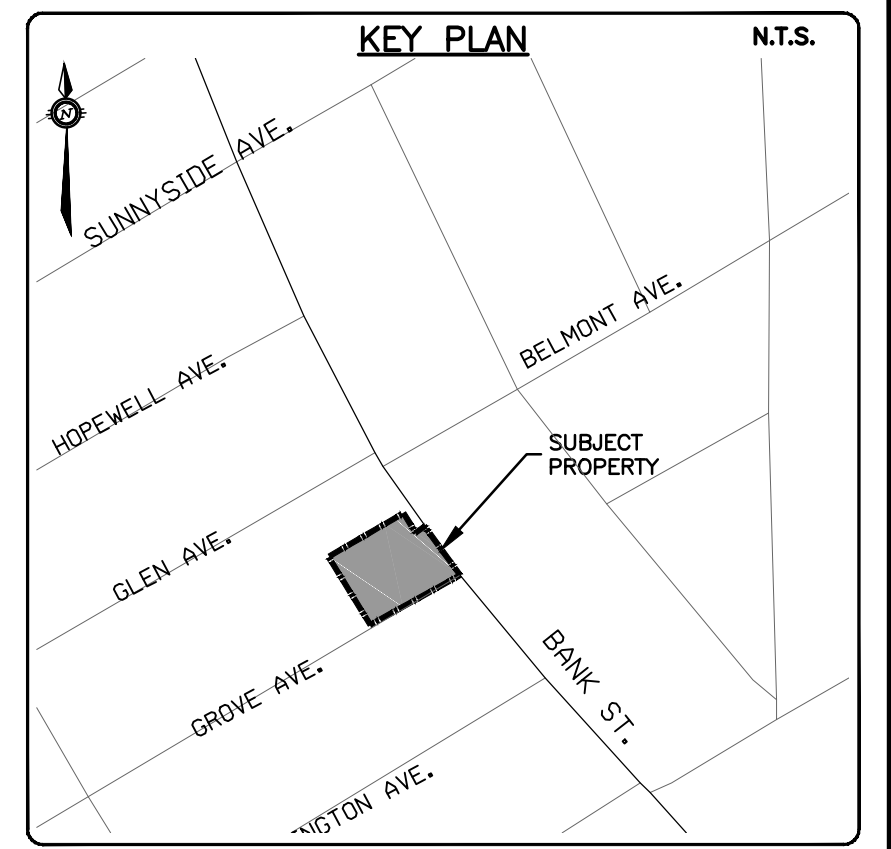 KEY PLAN
N.T.S.
N
SUNNYSIDE AVE.
BELMONT AVE.
HOPEWELL AVE.
SUBJECT
PROPERTY
GLEN AVE.
BANK ST.
GROVE AVE.
NGTON AVE.